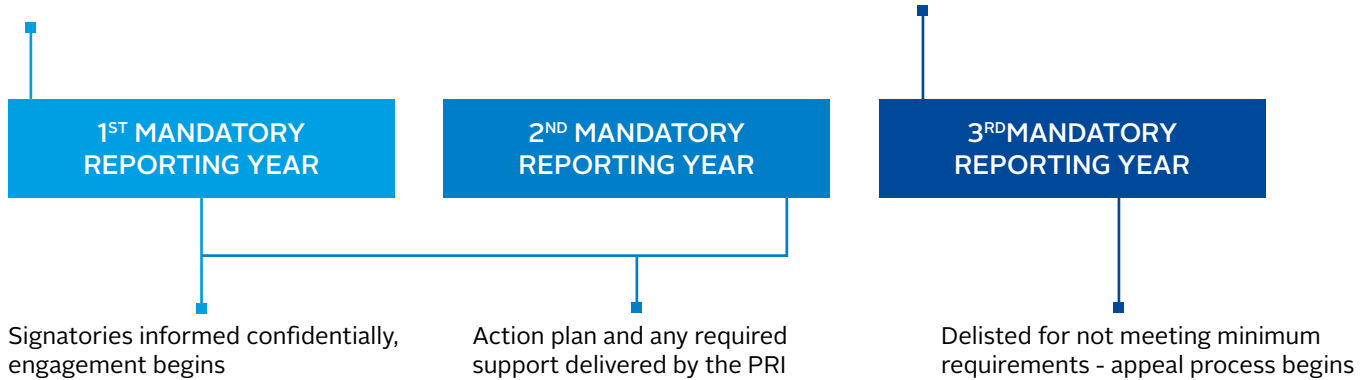 1ST MANDATORY
REPORTING YEAR
2ND MANDATORY
REPORTING YEAR
3RDMANDATORY
REPORTING YEAR
Signatories informed confidentially,
engagement begins
Action plan and any required
support delivered by the PRI
Delisted for not meeting minimum
requirements - appeal process begins